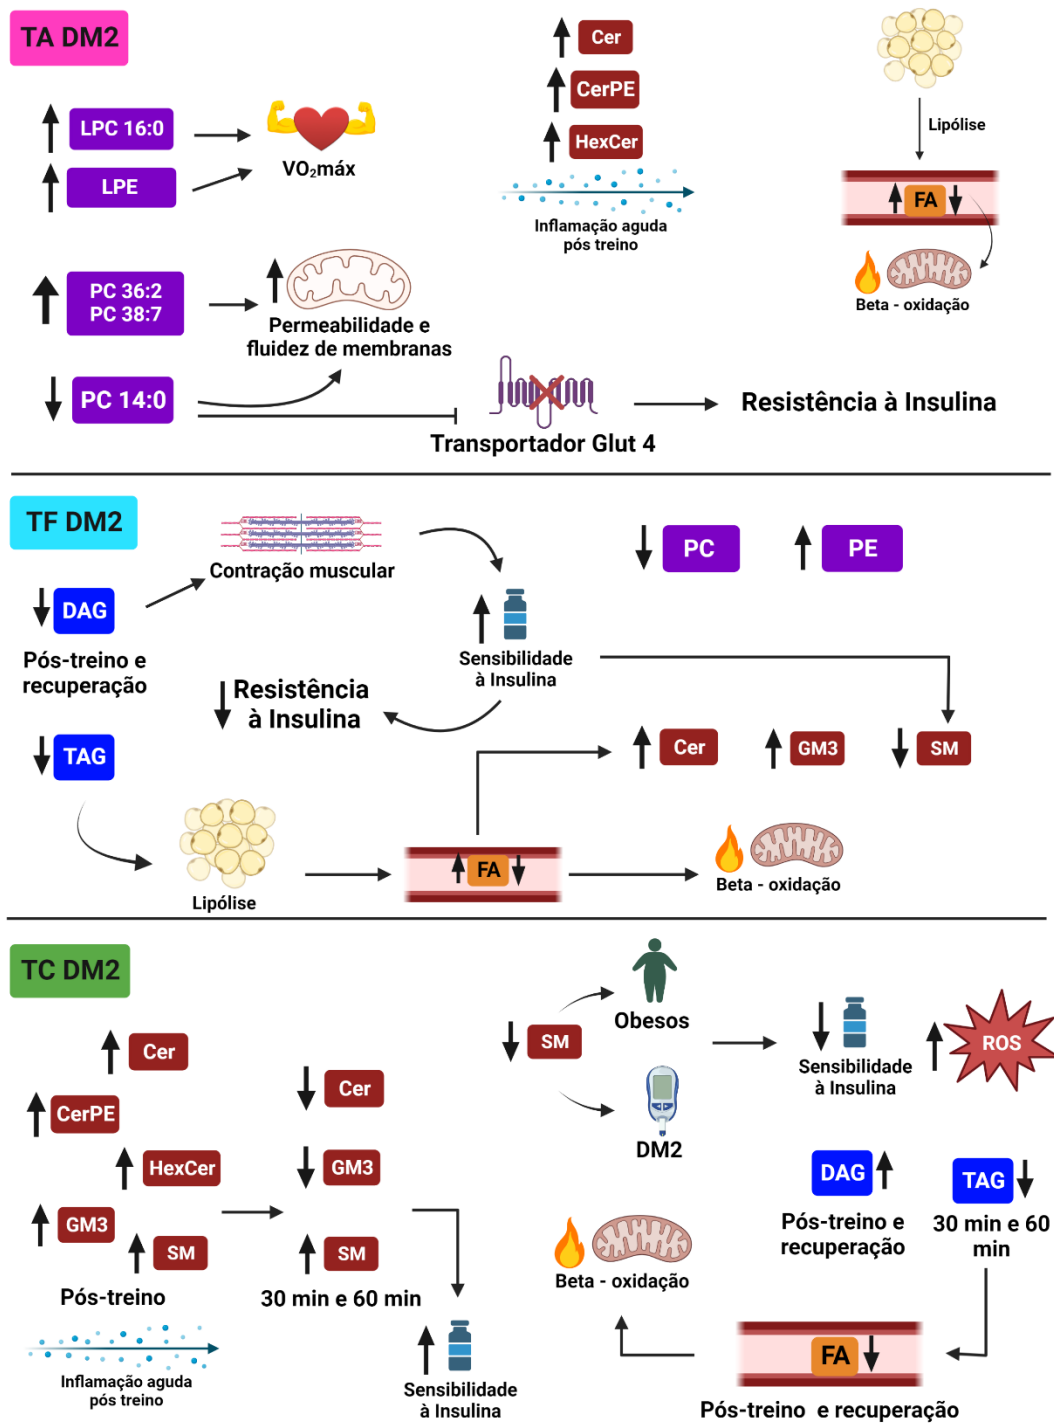 TA DM2
LPC 16:0
LPE
VO₂máx
Cer
CerPE
HexCer
Inflamação aguda
pós treino
Lipólise
FA
Beta - oxidação
PC 36:2
PC 38:7
Permeabilidade e
fluidez de membranas
PC 14:0
Transportador Glut 4
Resistência à Insulina
TF DM2
Contração muscular
PC
PE
DAG
Pós-treino e
recuperação
Sensibilidade
à Insulina
Resistência
à Insulina
TAG
Cer
GM3
SM
Lipólise
FA
Beta - oxidação
TC DM2
Cer
CerPE
HexCer
GM3
SM
Pós-treino
Inflamação aguda
pós treino
Cer
GM3
SM
30 min e 60 min
Sensibilidade
à Insulina
SM
Obesos
DM2
Sensibilidade
à Insulina
ROS
DAG
Pós-treino e
recuperação
TAG
30 min e 60
min
Beta - oxidação
FA
Pós-treino e recuperação